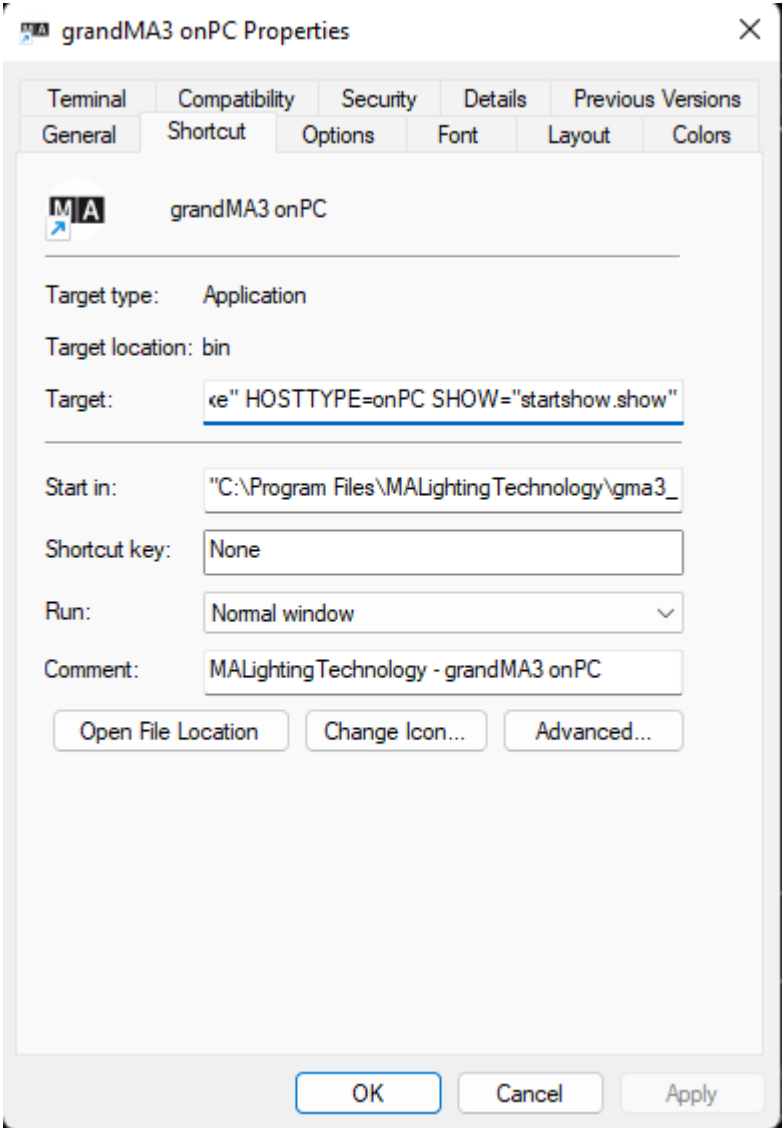 grandMA3 onPC Properties
Terminal Compatibility Security Details Previous Versions
General Shortcut Options Font Layout Colors
MA
grandMA3 onPC
Target type: Application
Target location: bin
Target: xe" HOSTTYPE=onPC SHOW="startshow.show"
Start in: "C:\Program Files\MALightingTechnology\gma3_
Shortcut key: None
Run: Normal window
Comment: MALightingTechnology - grandMA3 onPC
Open File Location Change Icon... Advanced...
OK Cancel Apply